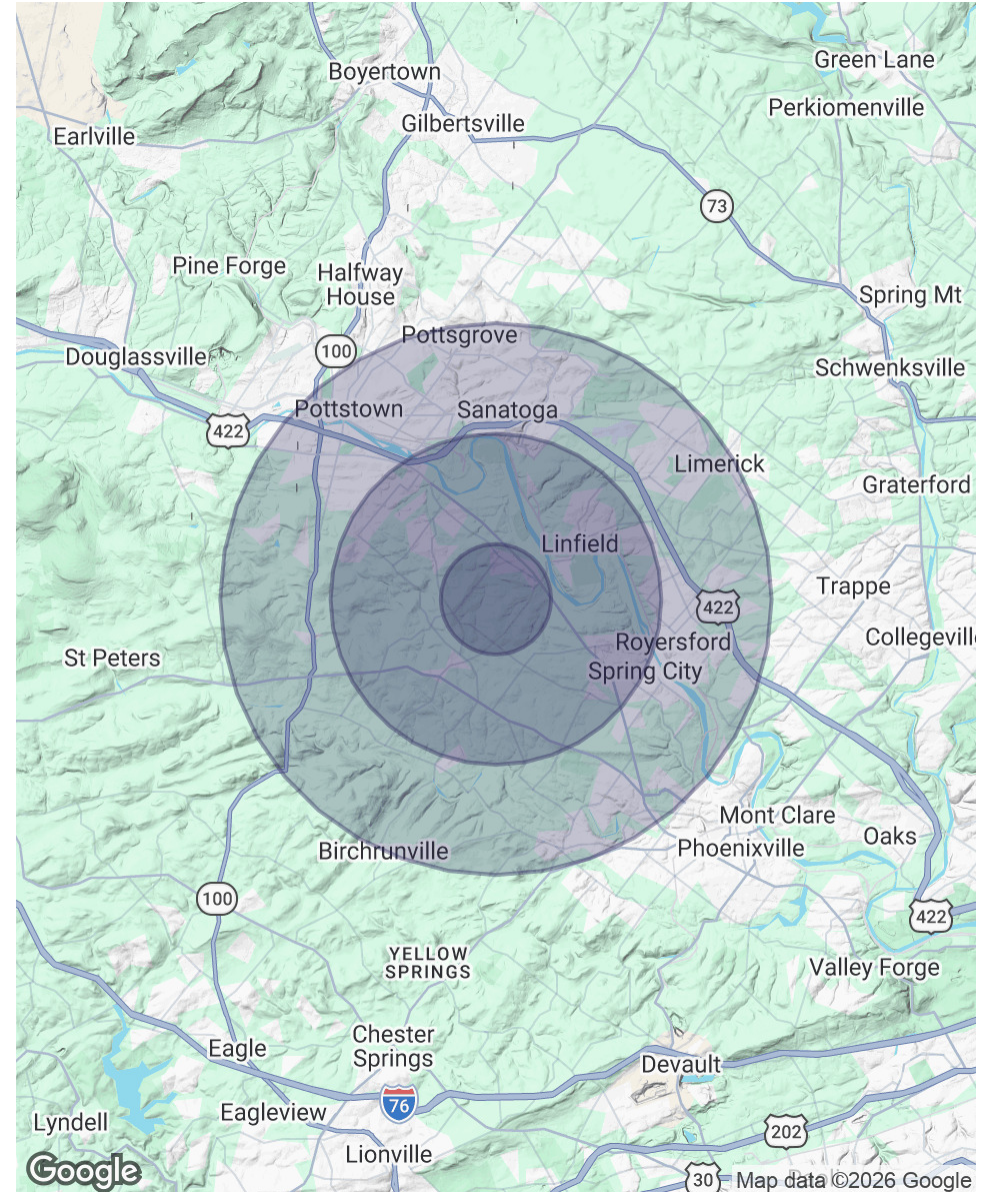 Green Lane
Boyertown
Perkiomenville
Gilbertsville
Earlville
73
Pine Forge
Halfway
House
Spring Mt
Pottsgrove
100
Douglassville
Schwenksville
Pottstown
Sanatoga
422
Limerick
Graterford
Linfield
Trappe
422
Royersford
Collegevill
St Peters
Spring City
Mont Clare
Oaks
Phoenixville
Birchrunville
100
422
YELLOW
SPRINGS
Valley Forge
Chester
Springs
Eagle
Devault
76
Eagleview
Lyndell
202
Lionville
Google
30
Map data ©2026 Google